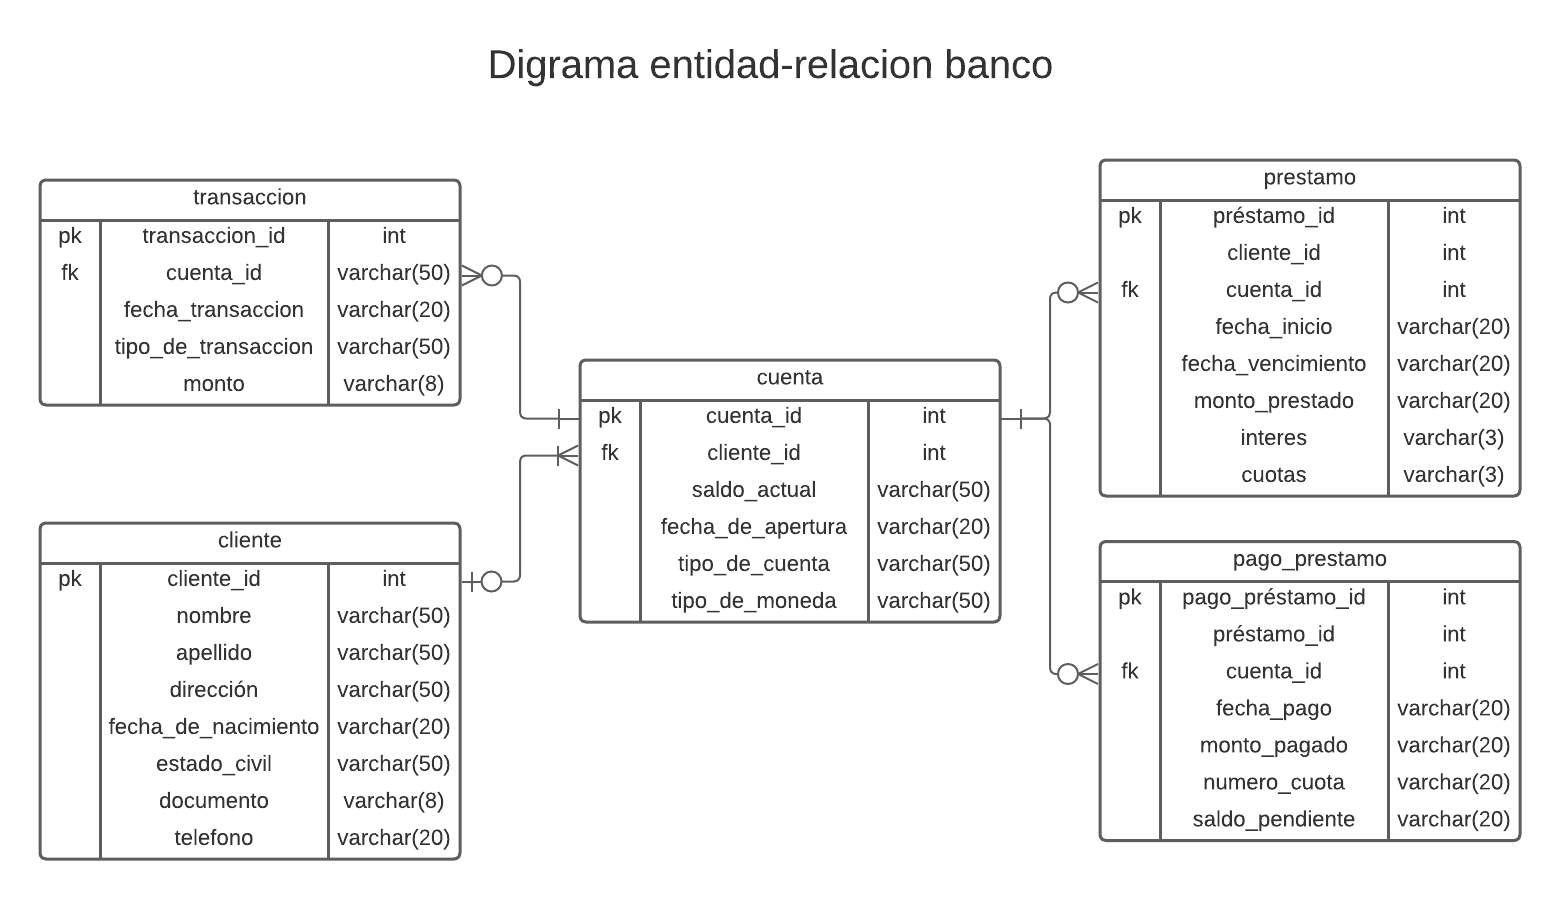 Digrama entidad-relacion banco
transaccion
pk transaccion_id int
fk cuenta_id varchar(50)
fecha_transaccion varchar(20)
tipo_de_transaccion varchar(50)
monto varchar(8)
cliente
pk cliente_id int
nombre varchar(50)
apellido varchar(50)
dirección varchar(50)
fecha_de_nacimiento varchar(20)
estado_civil varchar(50)
documento varchar(8)
telefono varchar(20)
cuenta
pk cuenta_id int
fk cliente_id int
saldo_actual varchar(50)
fecha_de_apertura varchar(20)
tipo_de_cuenta varchar(50)
tipo_de_moneda varchar(50)
prestamo
pk préstamo_id int
cliente_id int
fk cuenta_id int
fecha_inicio varchar(20)
fecha_vencimiento varchar(20)
monto_prestado varchar(20)
interes varchar(3)
cuotas varchar(3)
pago_prestamo
pk pago_préstamo_id int
préstamo_id int
fk cuenta_id int
fecha_pago varchar(20)
monto_pagado varchar(20)
numero_cuota varchar(20)
saldo_pendiente varchar(20)